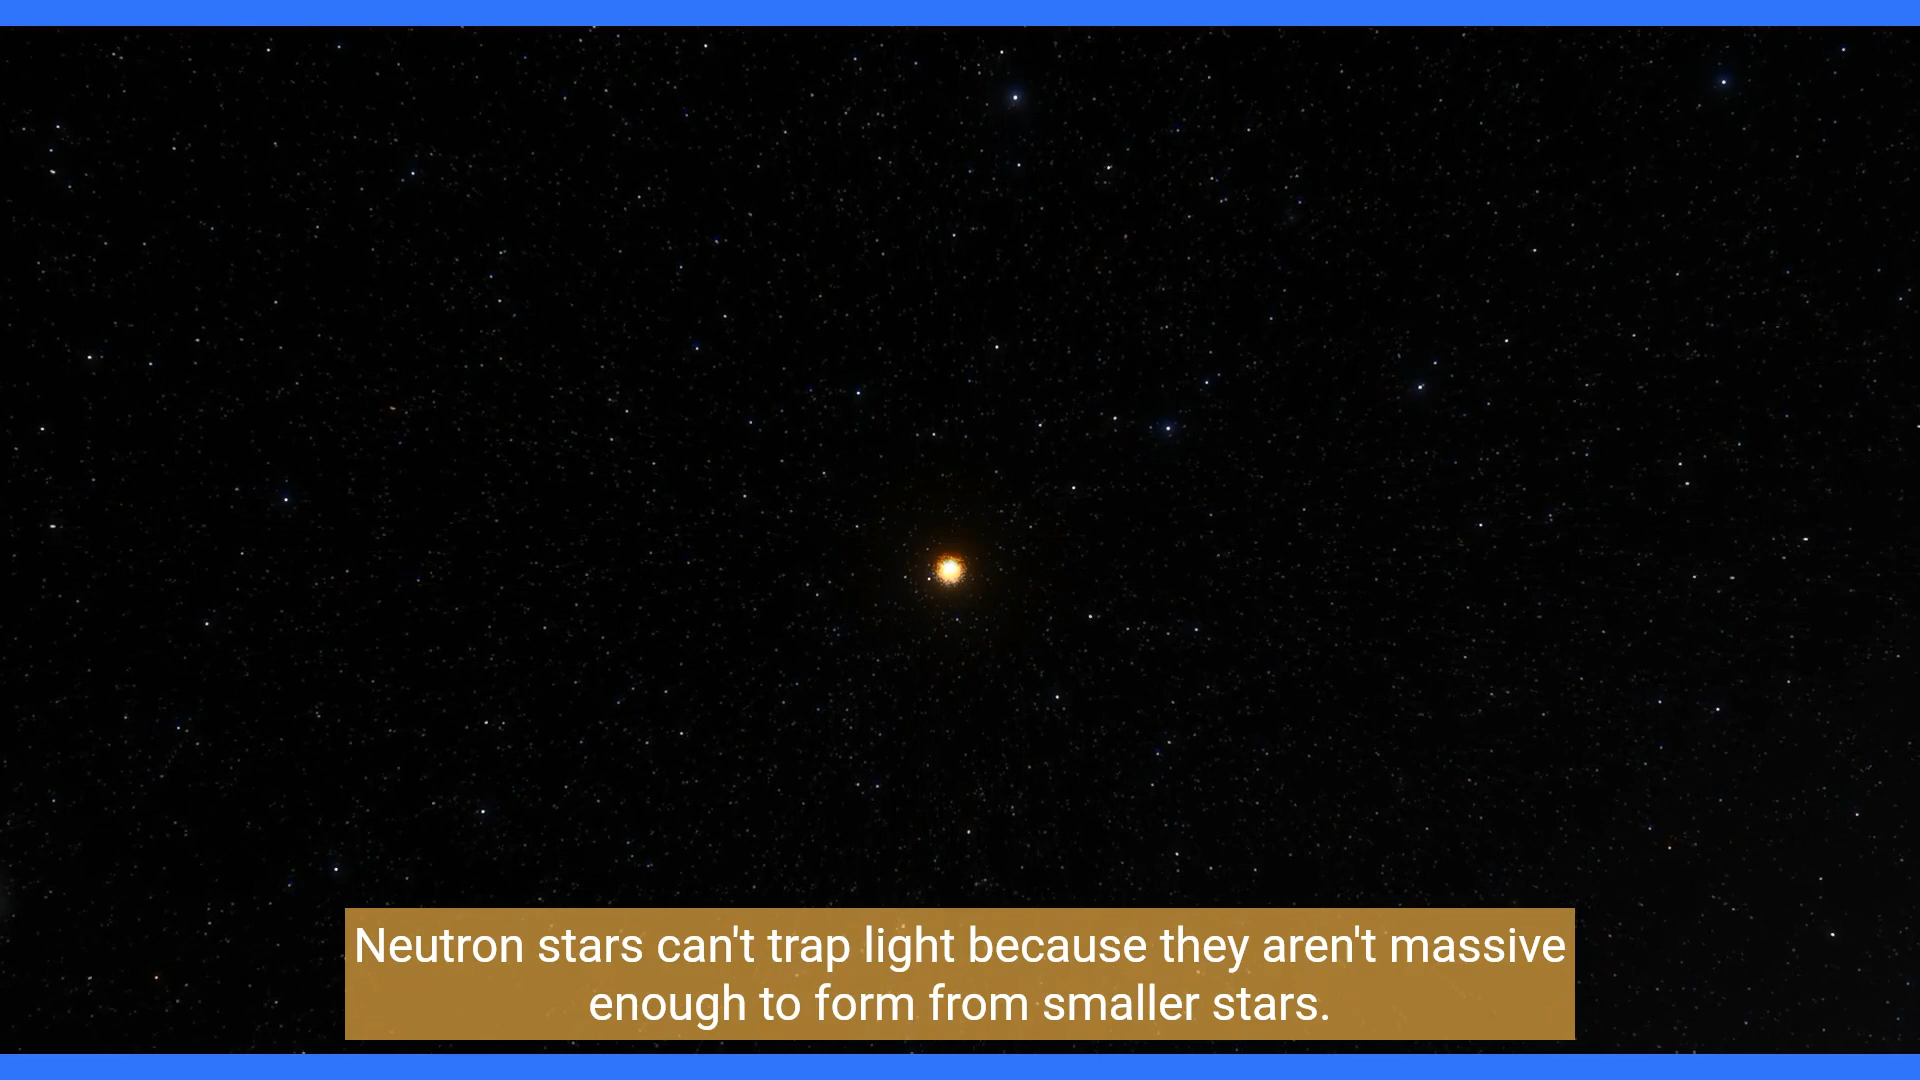 Neutron stars can't trap light because they aren't massive
enough to form from smaller stars.